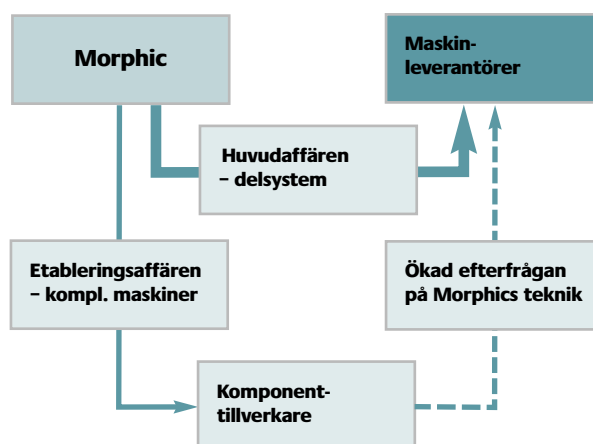 Morphic
Maskin-
leverantörer
Huvudaffären
– delsystem
Etableringsaffären
– kompl. maskiner
Ökad efterfrågan
på Morphics teknik
Komponent-
tillverkare